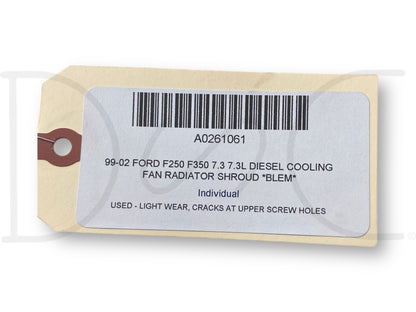 A0261061
99-02 FORD F250 F350 7.3 7.3L DIESEL COOLING
FAN RADIATOR SHROUD *BLEM*
Individual
USED - LIGHT WEAR, CRACKS AT UPPER SCREW HOLES